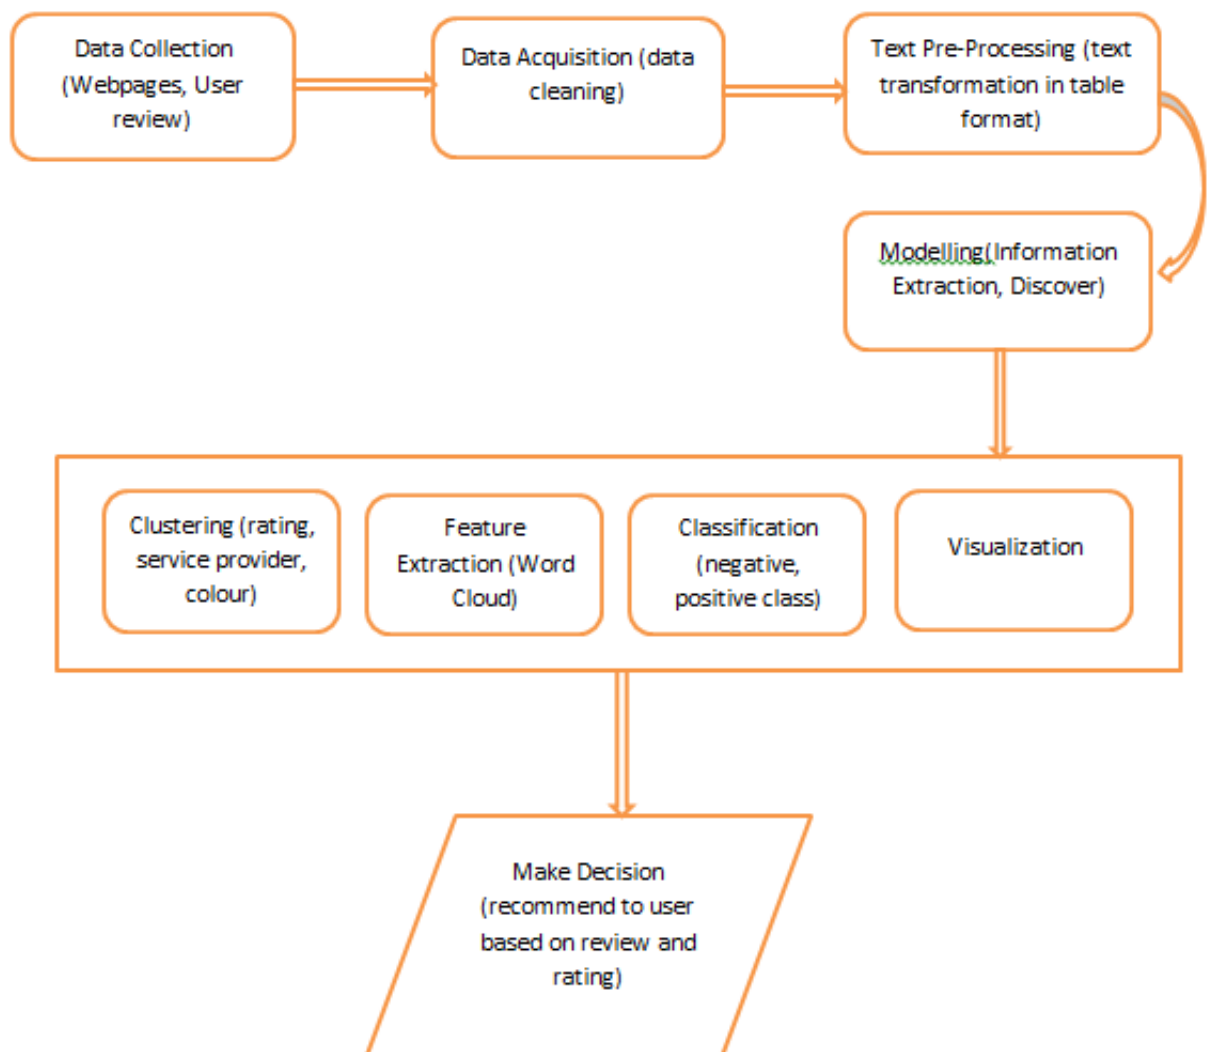 Data Collection
(Webpages, User
review)
Data Acquisition (data
cleaning)
Text Pre-Processing (text
transformation in table
format)
Modelling(Information
Extraction, Discover)
Clustering (rating,
service provider,
colour)
Feature
Extraction (Word
Cloud)
Classification
(negative,
positive class)
Visualization
Make Decision
(recommend to user
based on review and
rating)